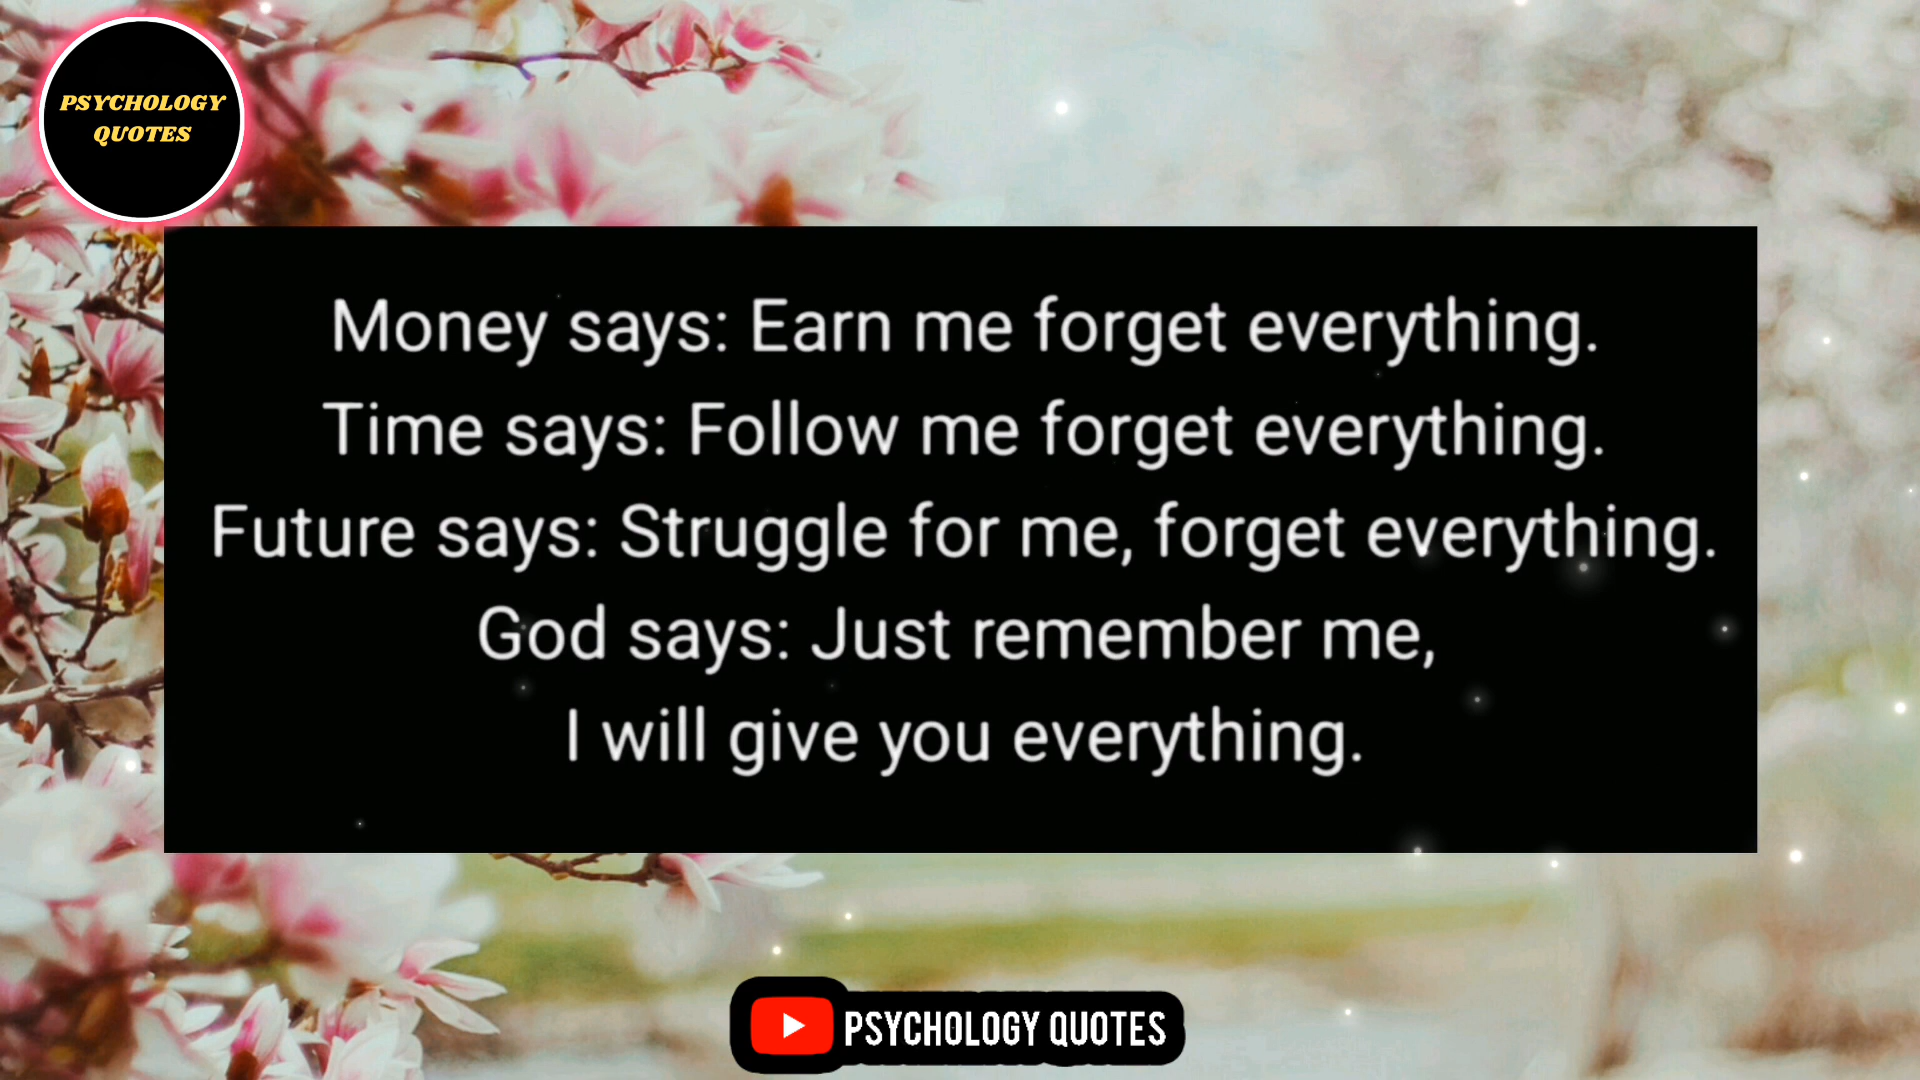 PSYCHOLOGY
QUOTES
Money says: Earn me forget everything.
Time says: Follow me forget everything.
Future says: Struggle for me, forget everything.
God says: Just remember me,
I will give you everything.
PSYCHOLOGY QUOTES